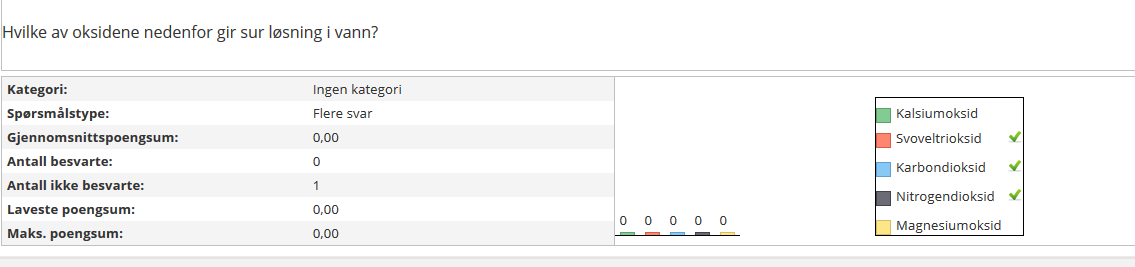 Hvilke av oksidene nedenfor gir sur løsning i vann?
Kategori: Ingen kategori
Spørsmålstype: Flere svar
Gjennomsnittspoengsum: 0,00
Antall besvarte: 0
Antall ikke besvarte: 1
Laveste poengsum: 0,00
Maks. poengsum: 0,00
0 0 0 0 0
Kalsiumoksid
Svoveltrioksid
Karbondioksid
Nitrogendioksid
Magnesiumoksid